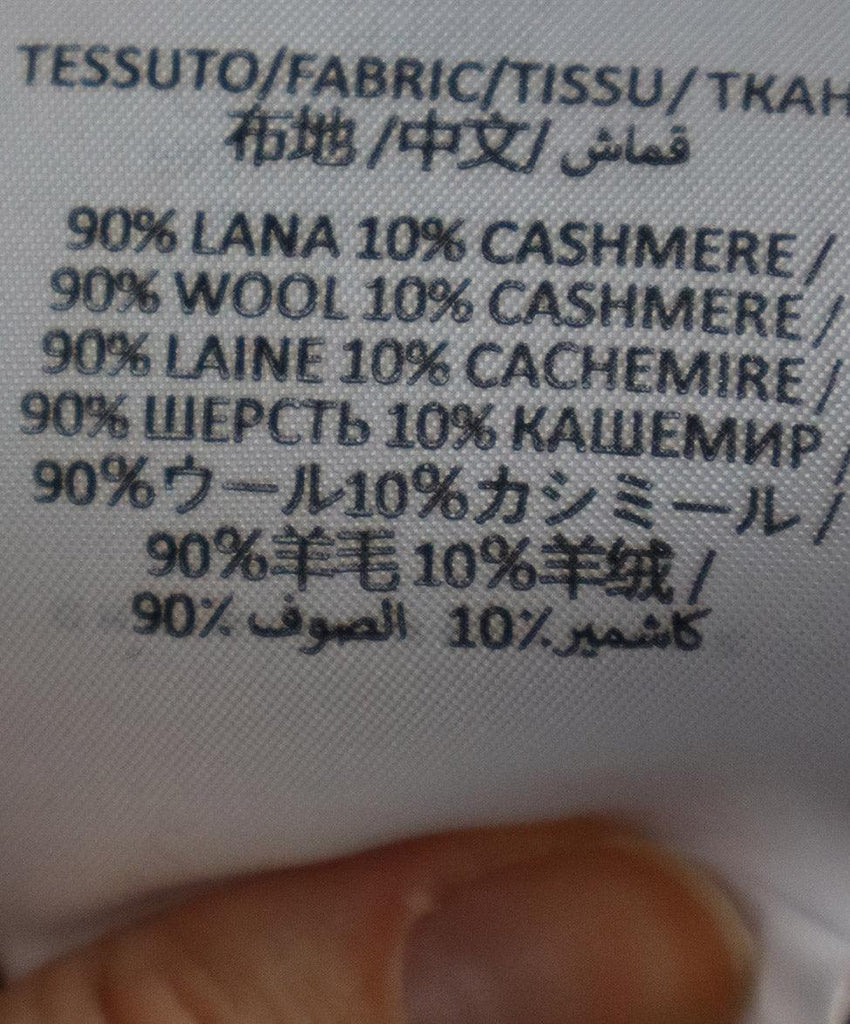 TESSUTO/FABRIC/TISSU/ ТКАН
布地 /中文/ قماش
90% LANA 10% CASHMERE /
90% WOOL 10% CASHMERE /
90% LAINE 10% CACHEMIRE /
90% ШЕРСТЬ 10% КАШЕМИР /
90%ウール10%カシミール /
90%羊毛 10%羊绒 /
90٪ الصوف 10٪ كاشمير